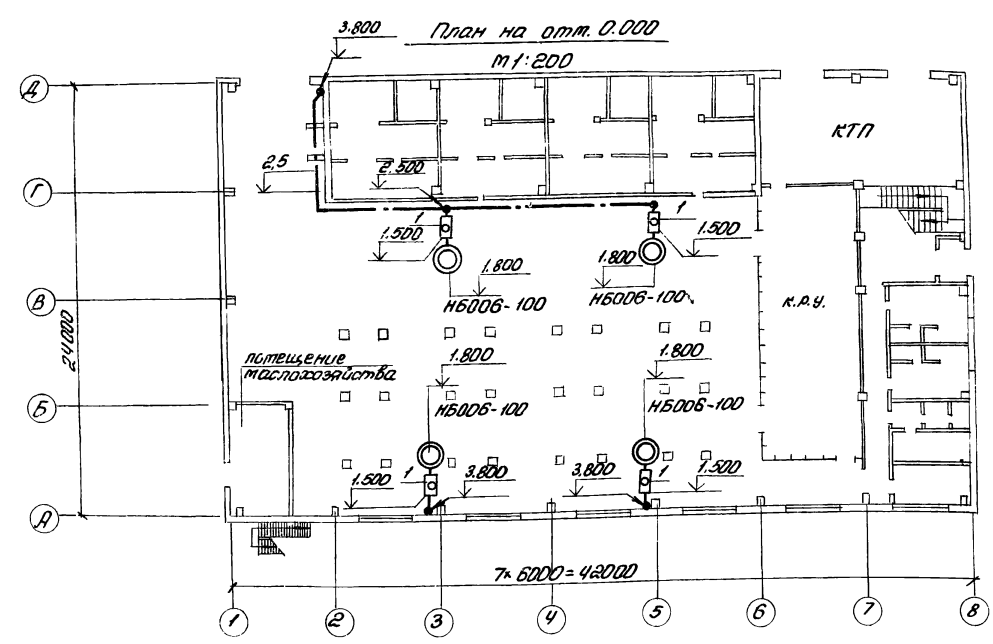 3.800
План на отм. 0.000
М 1:200
Д
КТП
2,5
2.500
Г
1
1
1.500
1.500
1.800
1.800
НБ006-100
НБ006-100
В
К.Р.У.
24000
помещение
маслохозяйства
1.800
1.800
Б
НБ006-100
НБ006-100
1.500
1
3.800
3.800
1
1.500
А
7х6000=42000
1
2
3
4
5
6
7
8